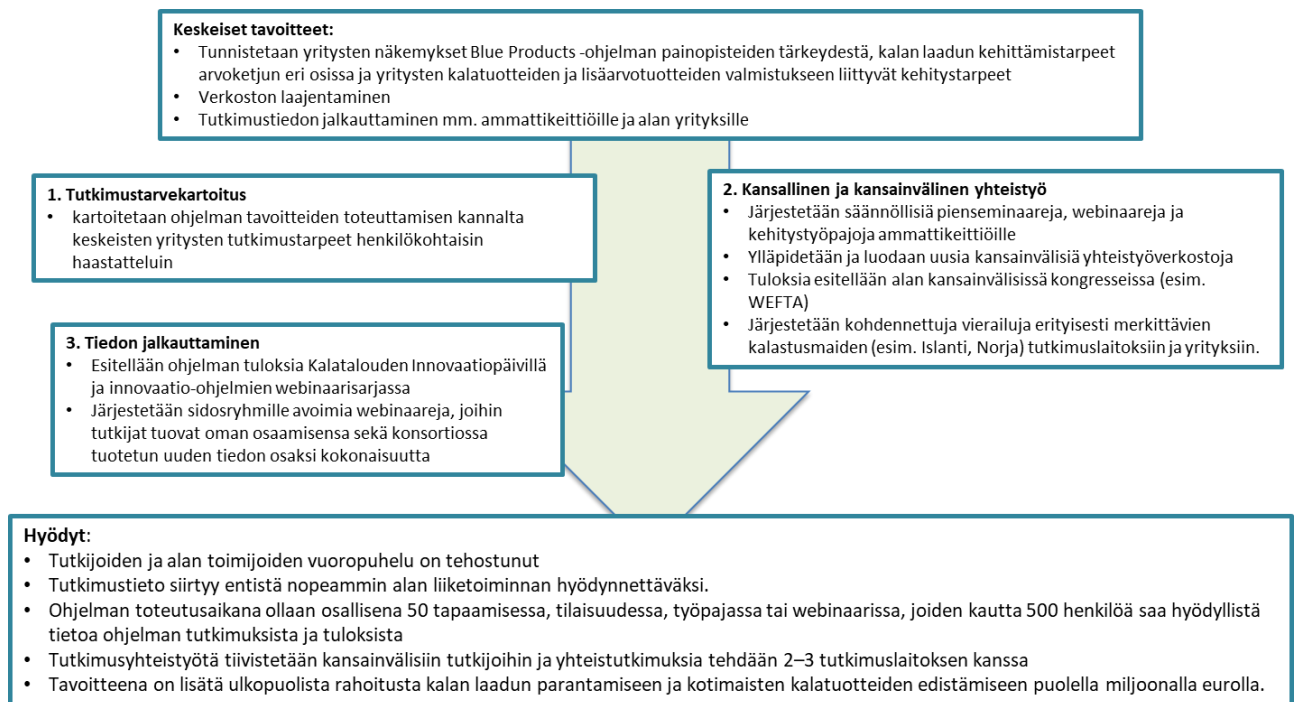 Keskeiset tavoitteet:
• Tunnistetaan yritysten näkemykset Blue Products -ohjelman painopisteiden tärkeydestä, kalan laadun kehittämistarpeet
arvoketjun eri osissa ja yritysten kalatuotteiden ja lisäarvotuotteiden valmistukseen liittyvät kehitystarpeet
• Verkoston laajentaminen
• Tutkimustiedon jalkauttaminen mm. ammattikeittiöille ja alan yrityksille
1. Tutkimustarvekartoitus
• kartoitetaan ohjelman tavoitteiden toteuttamisen kannalta
keskeisten yritysten tutkimustarpeet henkilökohtaisin
haastatteluin
2. Kansallinen ja kansainvälinen yhteistyö
• Järjestetään säännöllisiä pienseminaareja, webinaareja ja
kehitystyöpajoja ammattikeittiöille
• Ylläpidetään ja luodaan uusia kansainvälisiä yhteistyöverkostoja
• Tuloksia esitellään alan kansainvälisissä kongresseissa (esim.
WEFTA)
• Järjestetään kohdennettuja vierailuja erityisesti merkittävien
kalastusmaiden (esim. Islanti, Norja) tutkimuslaitoksiin ja yrityksiin.
3. Tiedon jalkauttaminen
• Esitellään ohjelman tuloksia Kalatalouden Innovaatiopäivillä
ja innovaatio-ohjelmien webinaarisarjassa
• Järjestetään sidosryhmille avoimia webinaareja, joihin
tutkijat tuovat oman osaamisensa sekä konsortiossa
tuotetun uuden tiedon osaksi kokonaisuutta
Hyödyt:
• Tutkijoiden ja alan toimijoiden vuoropuhelu on tehostunut
• Tutkimustieto siirtyy entistä nopeammin alan liiketoiminnan hyödynnettäväksi.
• Ohjelman toteutusaikana ollaan osallisena 50 tapaamisessa, tilaisuudessa, työpajassa tai webinaarissa, joiden kautta 500 henkilöä saa hyödyllistä
tietoa ohjelman tutkimuksista ja tuloksista
• Tutkimusyhteistyötä tiivistetään kansainvälisiin tutkijoihin ja yhteistutkimuksia tehdään 2–3 tutkimuslaitoksen kanssa
• Tavoitteena on lisätä ulkopuolista rahoitusta kalan laadun parantamiseen ja kotimaisten kalatuotteiden edistämiseen puolella miljoonalla eurolla.